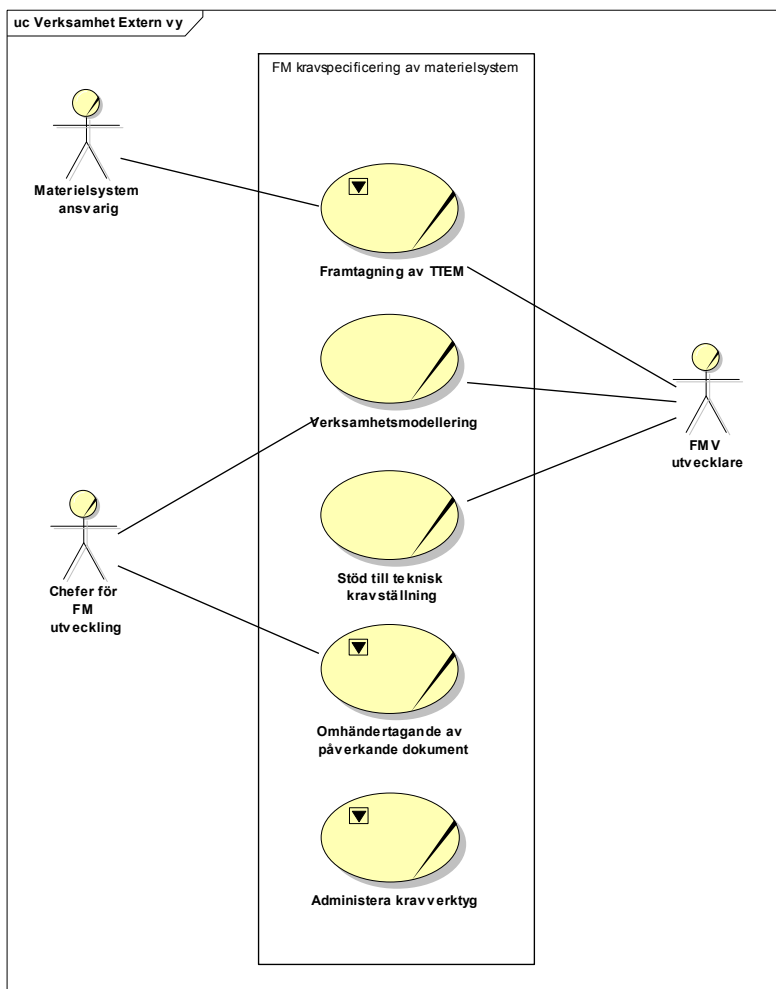 uc Verksamhet Extern vy
FM kravspecificering av materielsystem
Materielsystem
ansvarig
Framtagning av TTEM
Verksamhetsmodellering
FMV
utvecklare
Chefer för
FM
utveckling
Stöd till teknisk
kravställning
Omhändertagande av
påverkande dokument
Administera kravverktyg